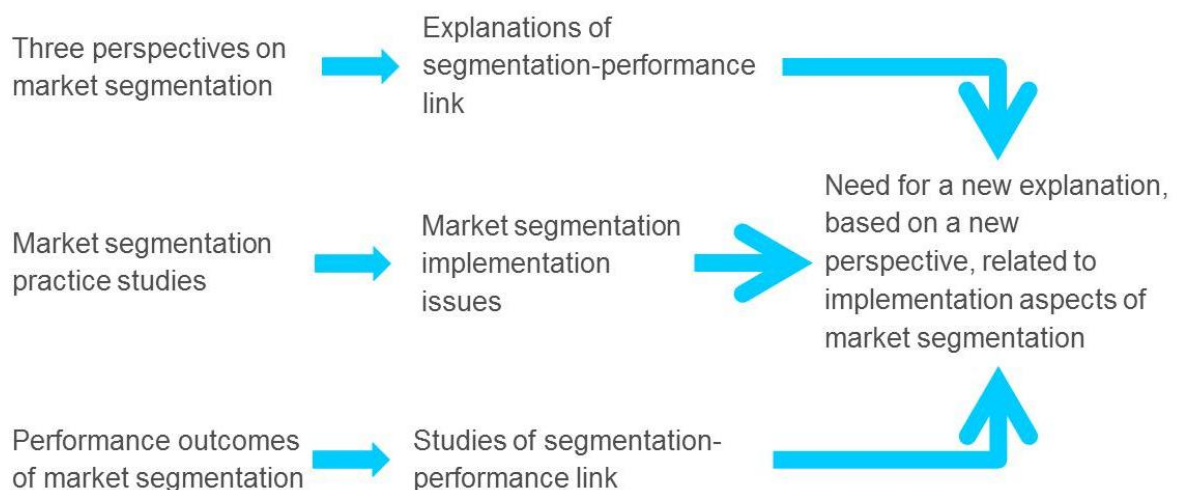 Three perspectives on
market segmentation
Explanations of
segmentation-performance
link
Market segmentation
practice studies
Market segmentation
implementation
issues
Need for a new explanation,
based on a new
perspective, related to
implementation aspects of
market segmentation
Performance outcomes
of market segmentation
Studies of segmentation-
performance link